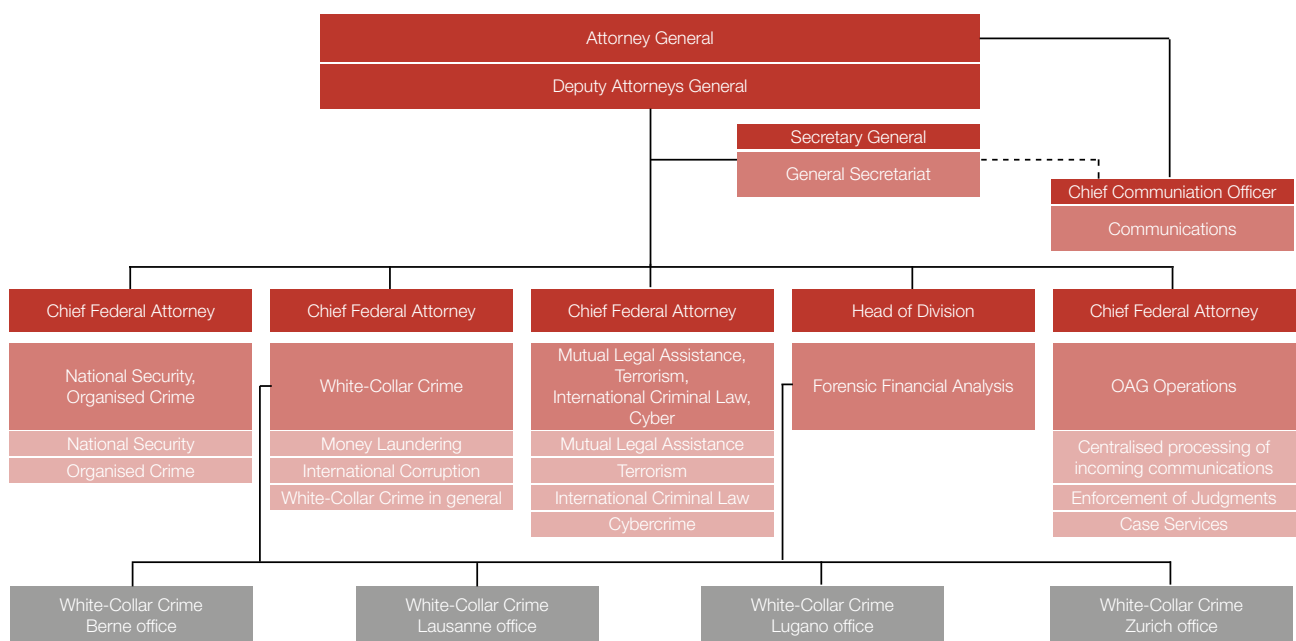 Attorney General
Deputy Attorneys General
Secretary General
General Secretariat
Chief Communiation Officer
Communications
Chief Federal Attorney
Chief Federal Attorney
Chief Federal Attorney
Head of Division
Chief Federal Attorney
National Security,
Organised Crime
White-Collar Crime
Mutual Legal Assistance,
Terrorism,
International Criminal Law,
Cyber
Forensic Financial Analysis
OAG Operations
National Security
Organised Crime
Money Laundering
International Corruption
White-Collar Crime in general
Mutual Legal Assistance
Terrorism
International Criminal Law
Cybercrime
Centralised processing of
incoming communications
Enforcement of Judgments
Case Services
White-Collar Crime
Berne office
White-Collar Crime
Lausanne office
White-Collar Crime
Lugano office
White-Collar Crime
Zurich office